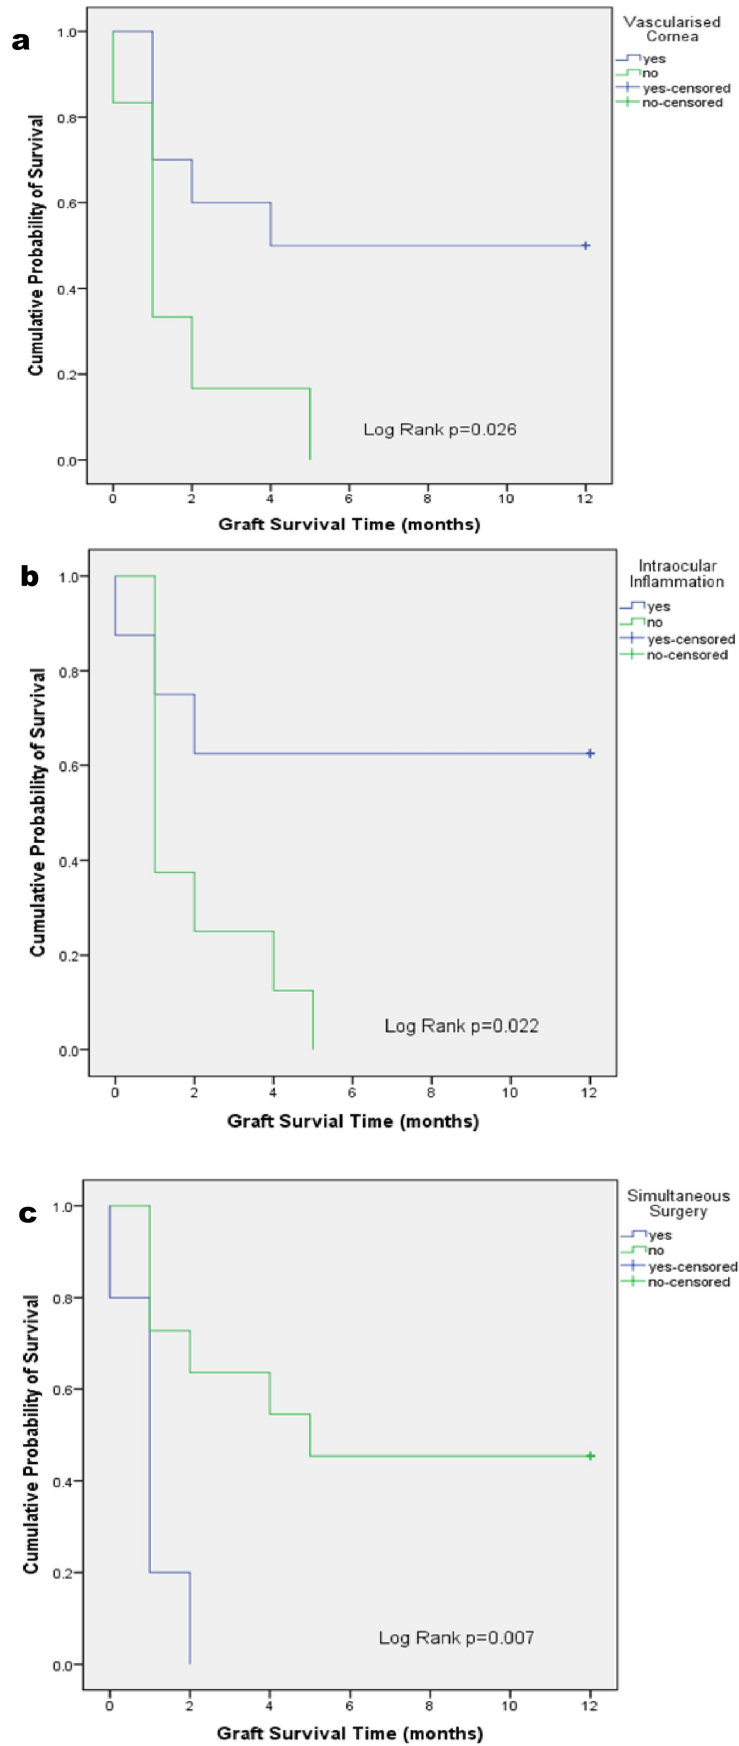 a
Vascularised
Cornea
yes
no
yes-censored
no-censored
1.0
0.8
0.6
0.4
0.2
0.0
Cumulative Probability of Survival
Log Rank p=0.026
0 2 4 6 8 10 12
Graft Survival Time (months)
b
Intraocular
Inflammation
yes
no
yes-censored
no-censored
1.0
0.8
0.6
0.4
0.2
0.0
Cumulative Probability of Survival
Log Rank p=0.022
0 2 4 6 8 10 12
Graft Survial Time (months)
c
Simultaneous
Surgery
yes
no
yes-censored
no-censored
1.0
0.8
0.6
0.4
0.2
0.0
Cumulative Probability of Survival
Log Rank p=0.007
0 2 4 6 8 10 12
Graft Survival Time (months)